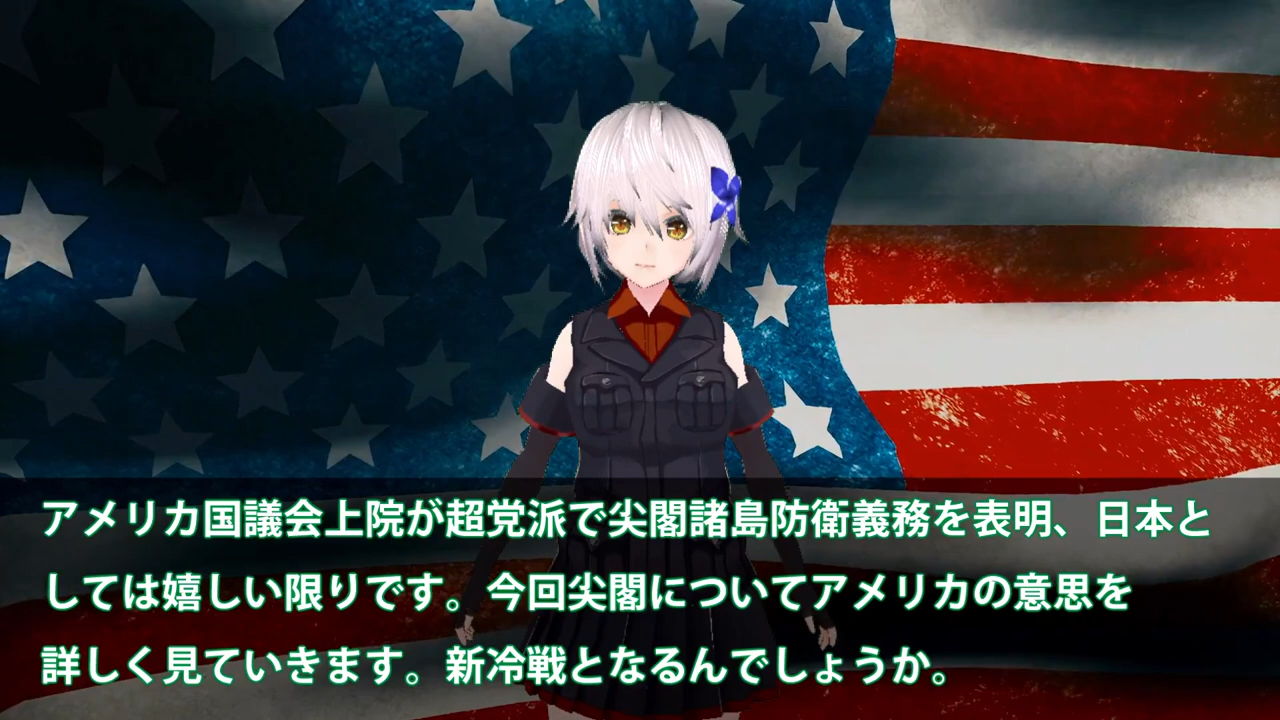 アメリカ国議会上院が超党派で尖閣諸島防衛義務を表明、日本と
しては嬉しい限りです。今回尖閣についてアメリカの意思を
詳しく見ていきます。新冷戦となるんでしょうか。